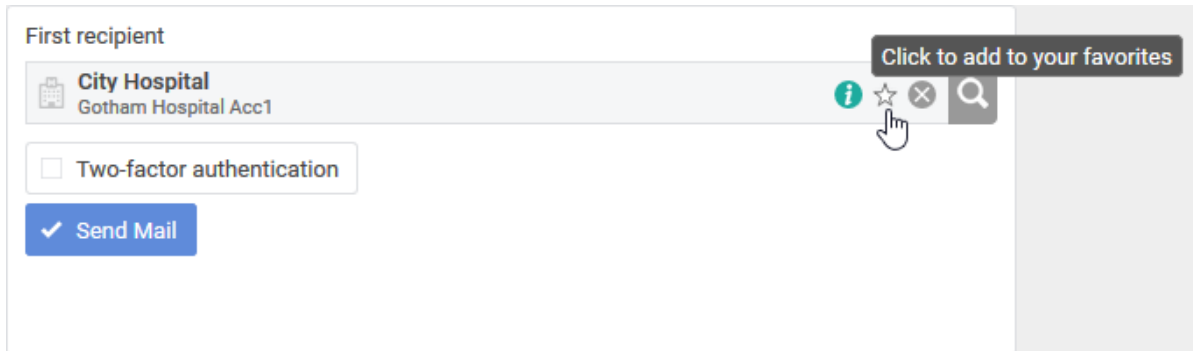 First recipient
Click to add to your favorites
City Hospital
Gotham Hospital Acc1
Two-factor authentication
Send Mail